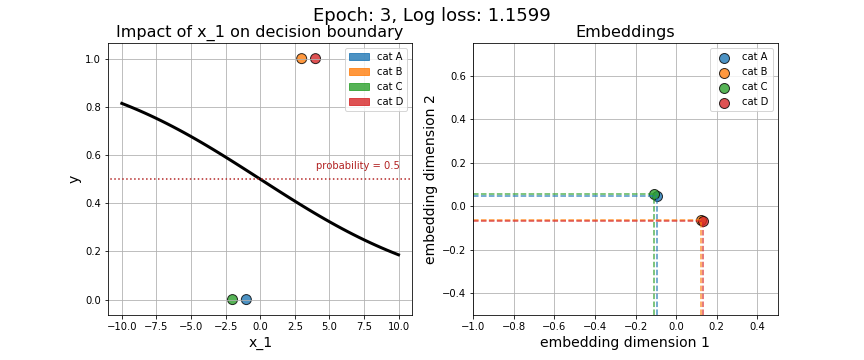 Epoch: 3, Log loss: 1.1599
Impact of x_1 on decision boundary
y
1.0
0.8
0.6
0.4
0.2
0.0
cat A
cat B
cat C
cat D
probability = 0.5
−10.0 −7.5 −5.0 −2.5 0.0 2.5 5.0 7.5 10.0
x_1
Embeddings
embedding dimension 2
0.6
0.4
0.2
0.0
−0.2
−0.4
cat A
cat B
cat C
cat D
−1.0 −0.8 −0.6 −0.4 −0.2 0.0 0.2 0.4
embedding dimension 1